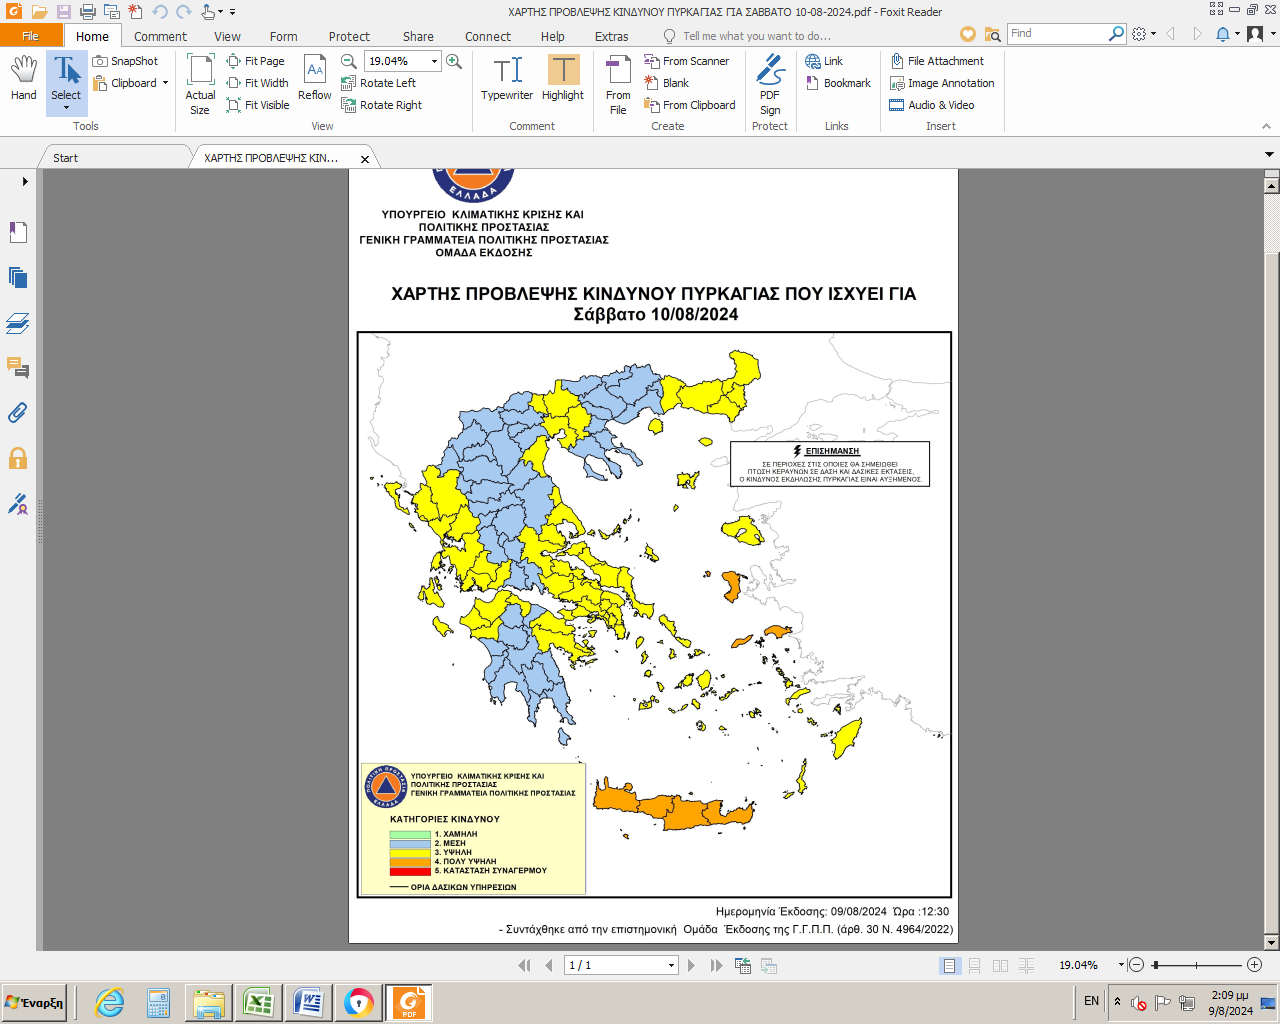 ΧΑΡΤΗΣ ΠΡΟΒΛΕΨΗΣ ΚΙΝΔΥΝΟΥ ΠΥΡΚΑΓΙΑΣ ΓΙΑ ΣΑΒΒΑΤΟ 10-08-2024.pdf - Foxit Reader
File Home Comment View Form Protect Share Connect Help Extras Tell me what you want to do... Find
Hand
Select
SnapShot
Clipboard
Tools
Actual Size
Fit Page
Fit Width
Fit Visible
Reflow
19.04%
Rotate Left
Rotate Right
View
Typewriter
Highlight
Comment
From File
From Scanner
Blank
From Clipboard
Create
PDF Sign
Protect
Link
Bookmark
Links
File Attachment
Image Annotation
Audio & Video
Insert
Start
ΧΑΡΤΗΣ ΠΡΟΒΛΕΨΗΣ ΚΙΝ...
ΕΛΛΑΔΑ
ΥΠΟΥΡΓΕΙΟ ΚΛΙΜΑΤΙΚΗΣ ΚΡΙΣΗΣ ΚΑΙ
ΠΟΛΙΤΙΚΗΣ ΠΡΟΣΤΑΣΙΑΣ
ΓΕΝΙΚΗ ΓΡΑΜΜΑΤΕΙΑ ΠΟΛΙΤΙΚΗΣ ΠΡΟΣΤΑΣΙΑΣ
ΟΜΑΔΑ ΕΚΔΟΣΗΣ
ΧΑΡΤΗΣ ΠΡΟΒΛΕΨΗΣ ΚΙΝΔΥΝΟΥ ΠΥΡΚΑΓΙΑΣ ΠΟΥ ΙΣΧΥΕΙ ΓΙΑ
Σάββατο 10/08/2024
ΕΠΙΣΗΜΑΝΣΗ
ΣΕ ΠΕΡΙΟΧΕΣ ΣΤΙΣ ΟΠΟΙΕΣ ΘΑ ΣΗΜΕΙΩΘΕΙ
ΠΤΩΣΗ ΚΕΡΑΥΝΩΝ ΣΕ ΔΑΣΗ ΚΑΙ ΔΑΣΙΚΕΣ ΕΚΤΑΣΕΙΣ,
Ο ΚΙΝΔΥΝΟΣ ΕΚΔΗΛΩΣΗΣ ΠΥΡΚΑΓΙΑΣ ΕΙΝΑΙ ΑΥΞΗΜΕΝΟΣ.
ΠΟΛΙΤΙΚΗ ΠΡΟΣΤΑΣΙΑ
ΕΛΛΑΔΑ
ΥΠΟΥΡΓΕΙΟ ΚΛΙΜΑΤΙΚΗΣ ΚΡΙΣΗΣ ΚΑΙ
ΠΟΛΙΤΙΚΗΣ ΠΡΟΣΤΑΣΙΑΣ
ΓΕΝΙΚΗ ΓΡΑΜΜΑΤΕΙΑ ΠΟΛΙΤΙΚΗΣ ΠΡΟΣΤΑΣΙΑΣ
ΚΑΤΗΓΟΡΙΕΣ ΚΙΝΔΥΝΟΥ
1. ΧΑΜΗΛΗ
2. ΜΕΣΗ
3. ΥΨΗΛΗ
4. ΠΟΛΥ ΥΨΗΛΗ
5. ΚΑΤΑΣΤΑΣΗ ΣΥΝΑΓΕΡΜΟΥ
ΟΡΙΑ ΔΑΣΙΚΩΝ ΥΠΗΡΕΣΙΩΝ
Ημερομηνία Έκδοσης: 09/08/2024 Ώρα :12:30
- Συντάχθηκε από την επιστημονική Ομάδα Έκδοσης της Γ.Γ.Π.Π. (άρθ. 30 Ν. 4964/2022)
1 / 1
19.04%
Έναρξη
PDF
EN
2:09 μμ
9/8/2024